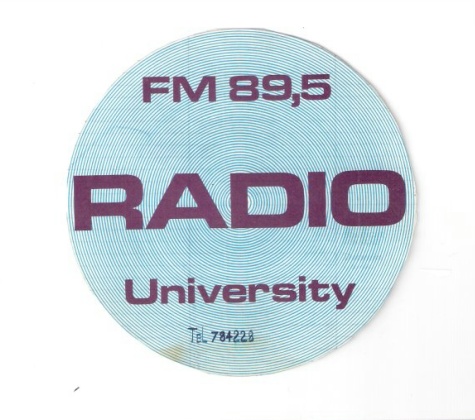 FM 89,5
RADIO
University
TEL 784228